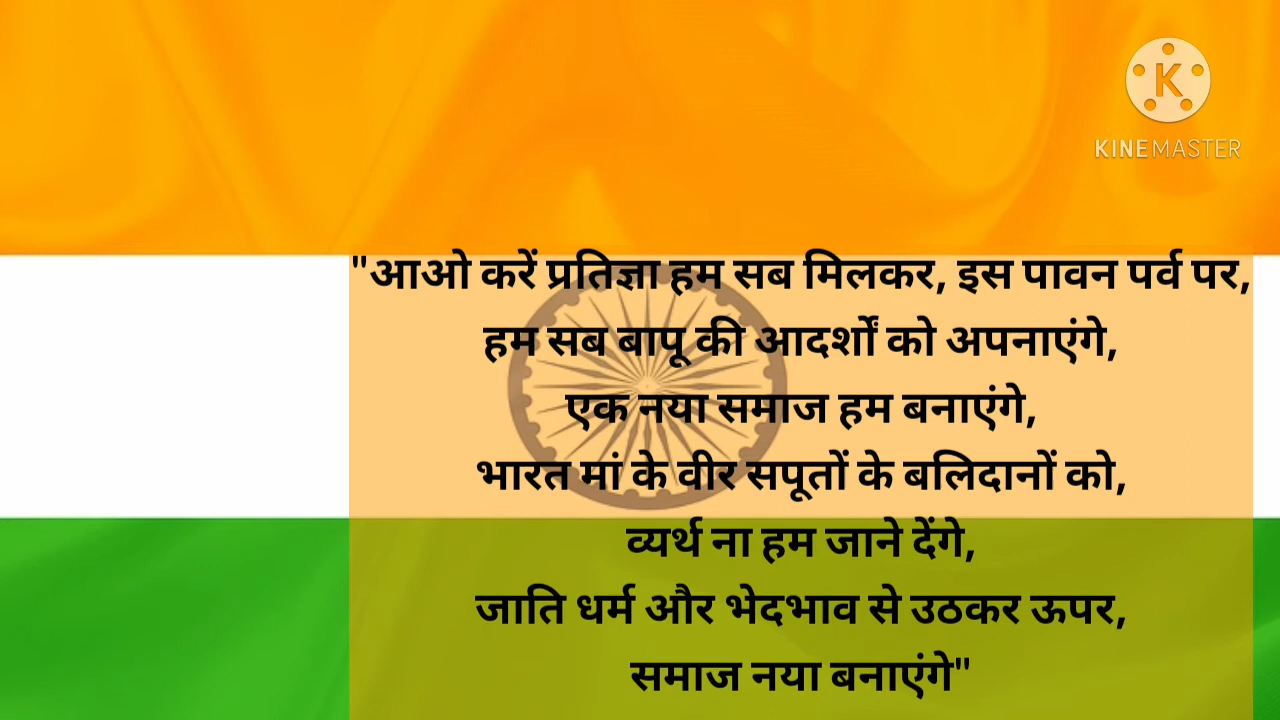 K
KINEMASTER
"आओ करें प्रतिज्ञा हम सब मिलकर, इस पावन पर्व पर,
हम सब बापू की आदर्शों को अपनाएंगे,
एक नया समाज हम बनाएंगे,
भारत मां के वीर सपूतों के बलिदानों को,
व्यर्थ ना हम जाने देंगे,
जाति धर्म और भेदभाव से उठकर ऊपर,
समाज नया बनाएंगे"